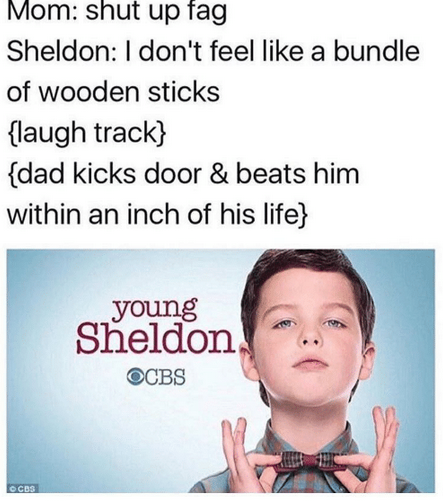 Mom: shut up fag
Sheldon: I don't feel like a bundle
of wooden sticks
{laugh track}
{dad kicks door & beats him
within an inch of his life}
young
Sheldon
CBS
© CBS